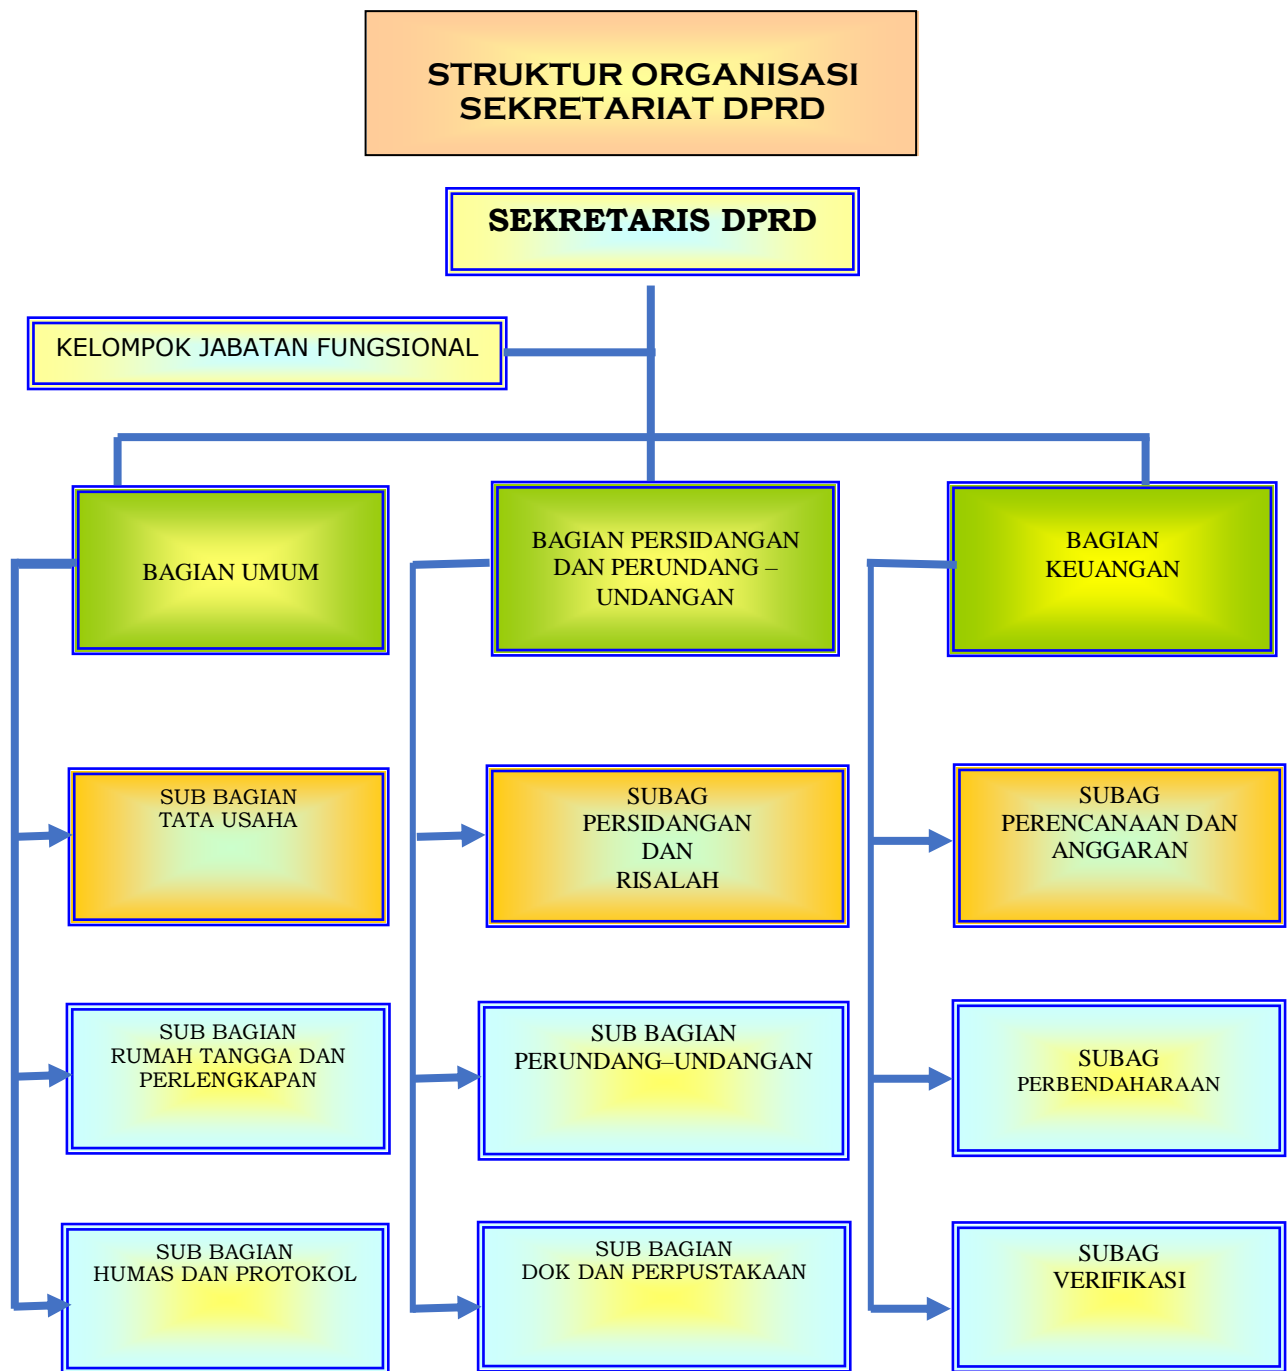 STRUKTUR ORGANISASI
SEKRETARIAT DPRD
SEKRETARIS DPRD
KELOMPOK JABATAN FUNGSIONAL
BAGIAN UMUM
BAGIAN PERSIDANGAN
DAN PERUNDANG –
UNDANGAN
BAGIAN
KEUANGAN
SUB BAGIAN
TATA USAHA
SUBAG
PERSIDANGAN
DAN
RISALAH
SUBAG
PERENCANAAN DAN
ANGGARAN
SUB BAGIAN
RUMAH TANGGA DAN
PERLENGKAPAN
SUB BAGIAN
PERUNDANG–UNDANGAN
SUBAG
PERBENDAHARAAN
SUB BAGIAN
HUMAS DAN PROTOKOL
SUB BAGIAN
DOK DAN PERPUSTAKAAN
SUBAG
VERIFIKASI